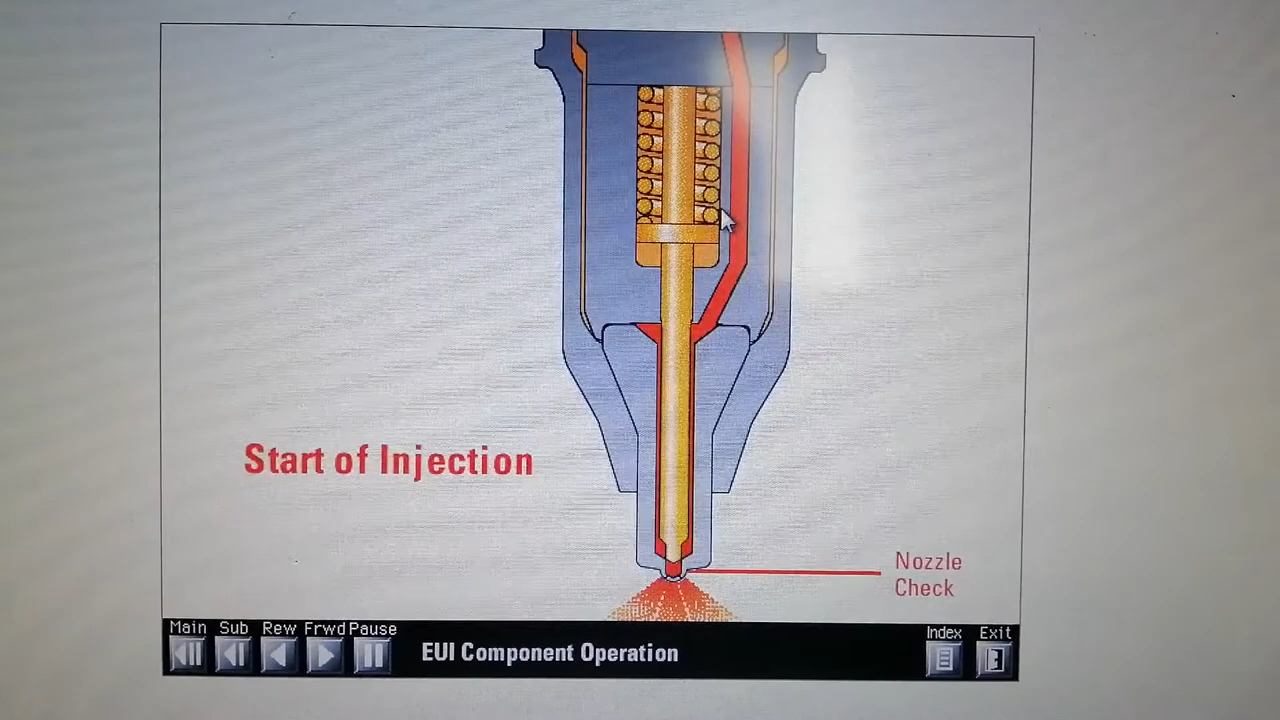 Start of Injection
Nozzle
Check
Main Sub Rew Frwd Pause
EUI Component Operation
Index Exit